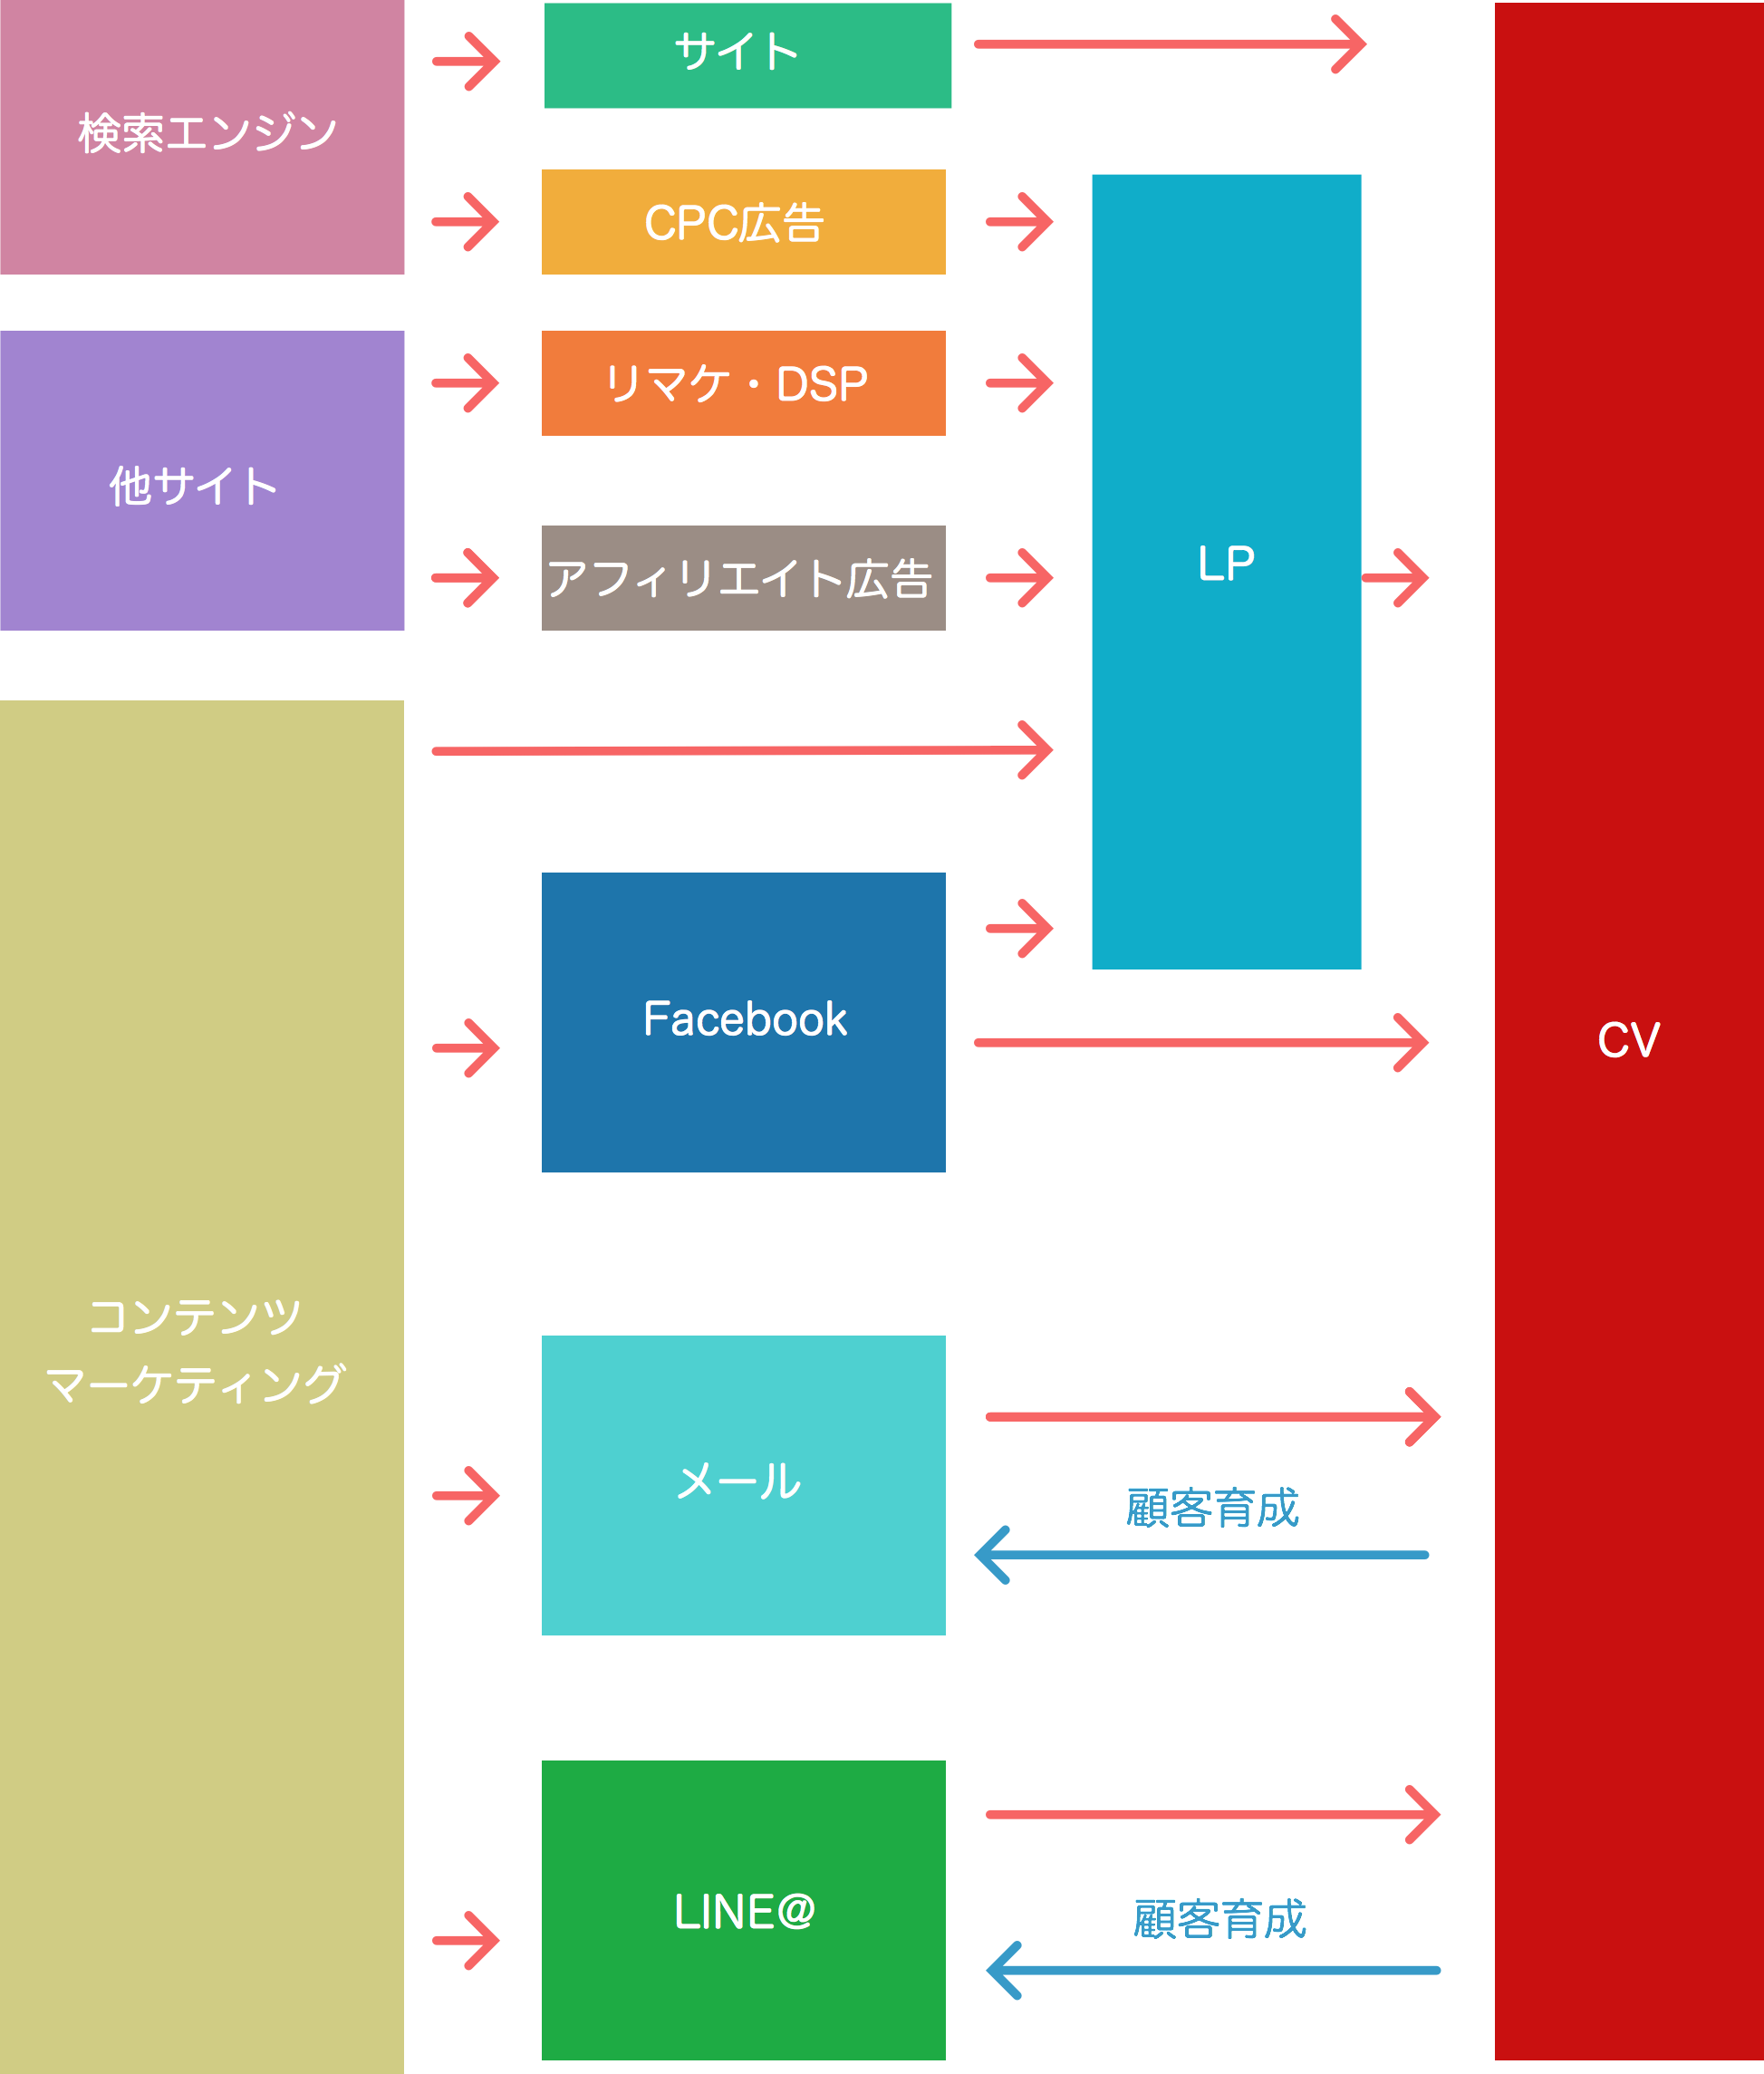 検索エンジン
サイト
CPC広告
他サイト
リマケ・DSP
アフィリエイト広告
LP
コンテンツ
マーケティング
Facebook
CV
メール
顧客育成
LINE@
顧客育成